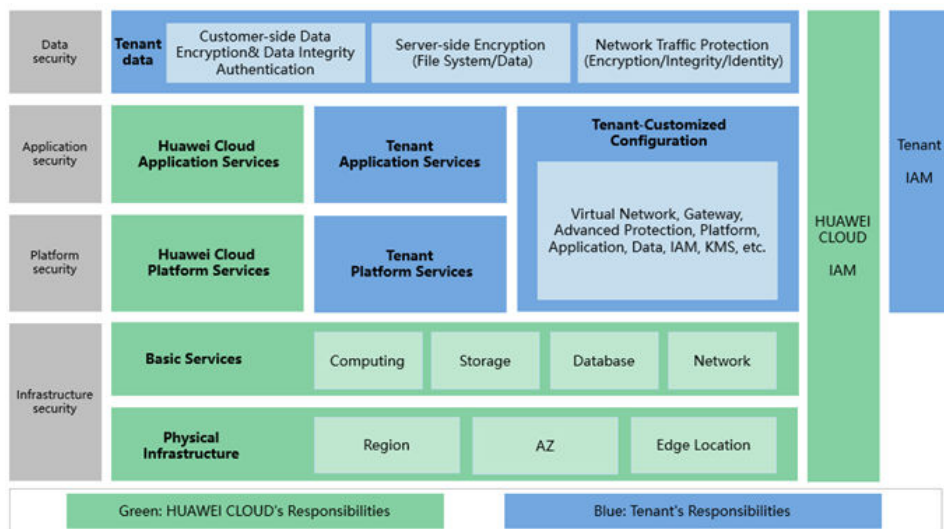 Data
security
Tenant
data
Customer-side Data
Encryption& Data Integrity
Authentication
Server-side Encryption
(File System/Data)
Network Traffic Protection
(Encryption/Integrity/Identity)
Application
security
Huawei Cloud
Application Services
Tenant
Application Services
Tenant-Customized
Configuration
Virtual Network, Gateway,
Advanced Protection, Platform,
Application, Data, IAM, KMS, etc.
Platform
security
Huawei Cloud
Platform Services
Tenant
Platform Services
HUAWEI
CLOUD
IAM
Tenant
IAM
Infrastructure
security
Basic Services
Computing
Storage
Database
Network
Physical
Infrastructure
Region
AZ
Edge Location
Green: HUAWEI CLOUD's Responsibilities
Blue: Tenant's Responsibilities